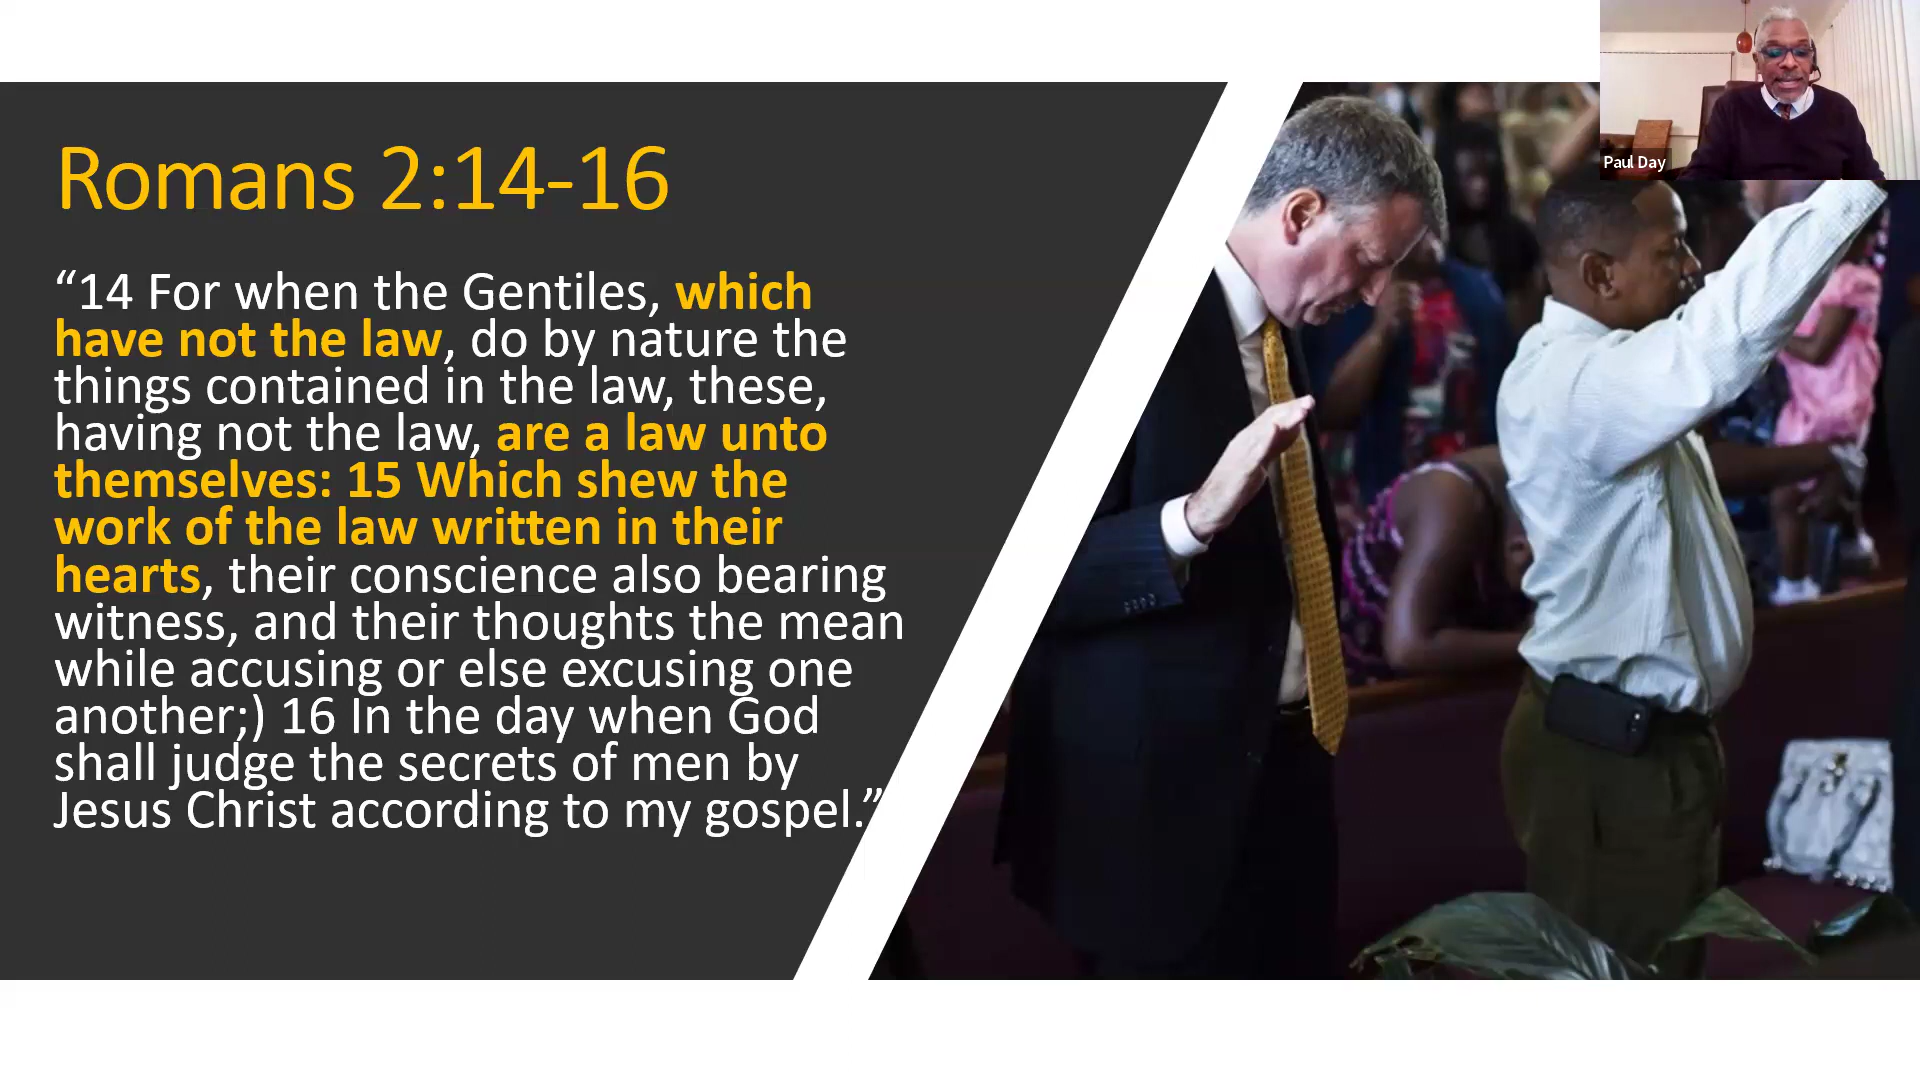 Romans 2:14-16
“14 For when the Gentiles, which
have not the law, do by nature the
things contained in the law, these,
having not the law, are a law unto
themselves: 15 Which shew the
work of the law written in their
hearts, their conscience also bearing
witness, and their thoughts the mean
while accusing or else excusing one
another;) 16 In the day when God
shall judge the secrets of men by
Jesus Christ according to my gospel.”
Paul Day